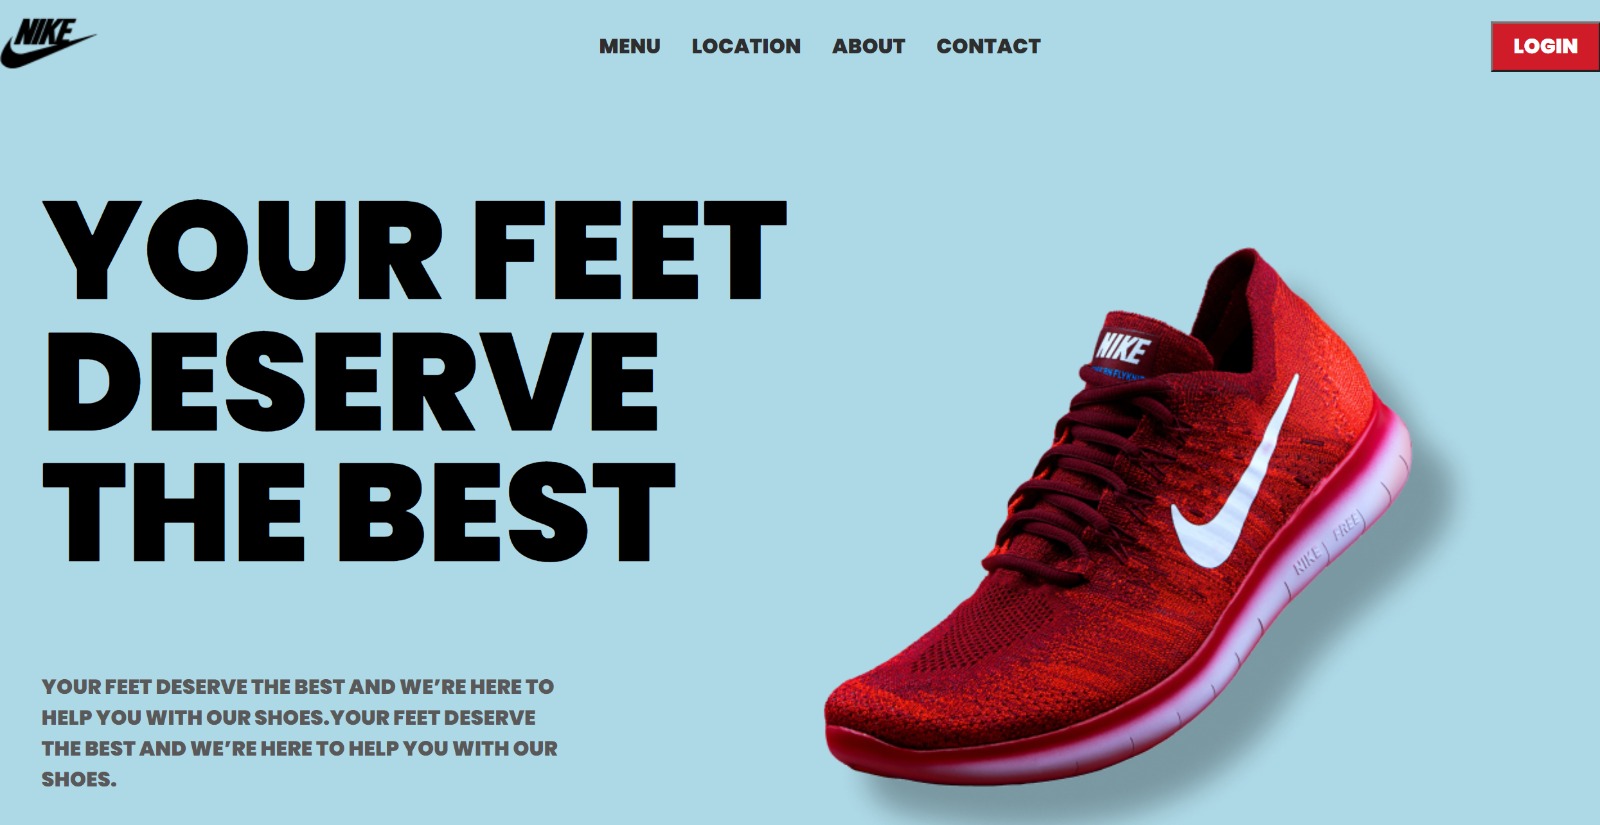 NIKE
MENU LOCATION ABOUT CONTACT
LOGIN
YOUR FEET
DESERVE
THE BEST
NIKE
NIKE FREE
YOUR FEET DESERVE THE BEST AND WE’RE HERE TO
HELP YOU WITH OUR SHOES.YOUR FEET DESERVE
THE BEST AND WE’RE HERE TO HELP YOU WITH OUR
SHOES.